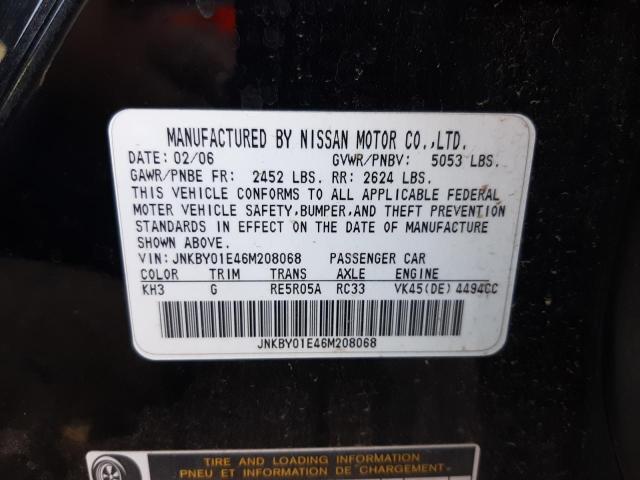 MANUFACTURED BY NISSAN MOTOR CO.,LTD.
DATE: 02/06 GVWR/PNBV: 5053 LBS.
GAWR/PNBE FR: 2452 LBS. RR: 2624 LBS.
THIS VEHICLE CONFORMS TO ALL APPLICABLE FEDERAL
MOTER VEHICLE SAFETY,BUMPER,AND THEFT PREVENTION
STANDARDS IN EFFECT ON THE DATE OF MANUFACTURE
SHOWN ABOVE.
VIN: JNKBY01E46M208068 PASSENGER CAR
COLOR TRIM TRANS AXLE ENGINE
KH3 G RE5R05A RC33 VK45(DE) 4494CC
JNKBY01E46M208068
TIRE AND LOADING INFORMATION
PNEU ET INFORMATION DE CHARGEMENT